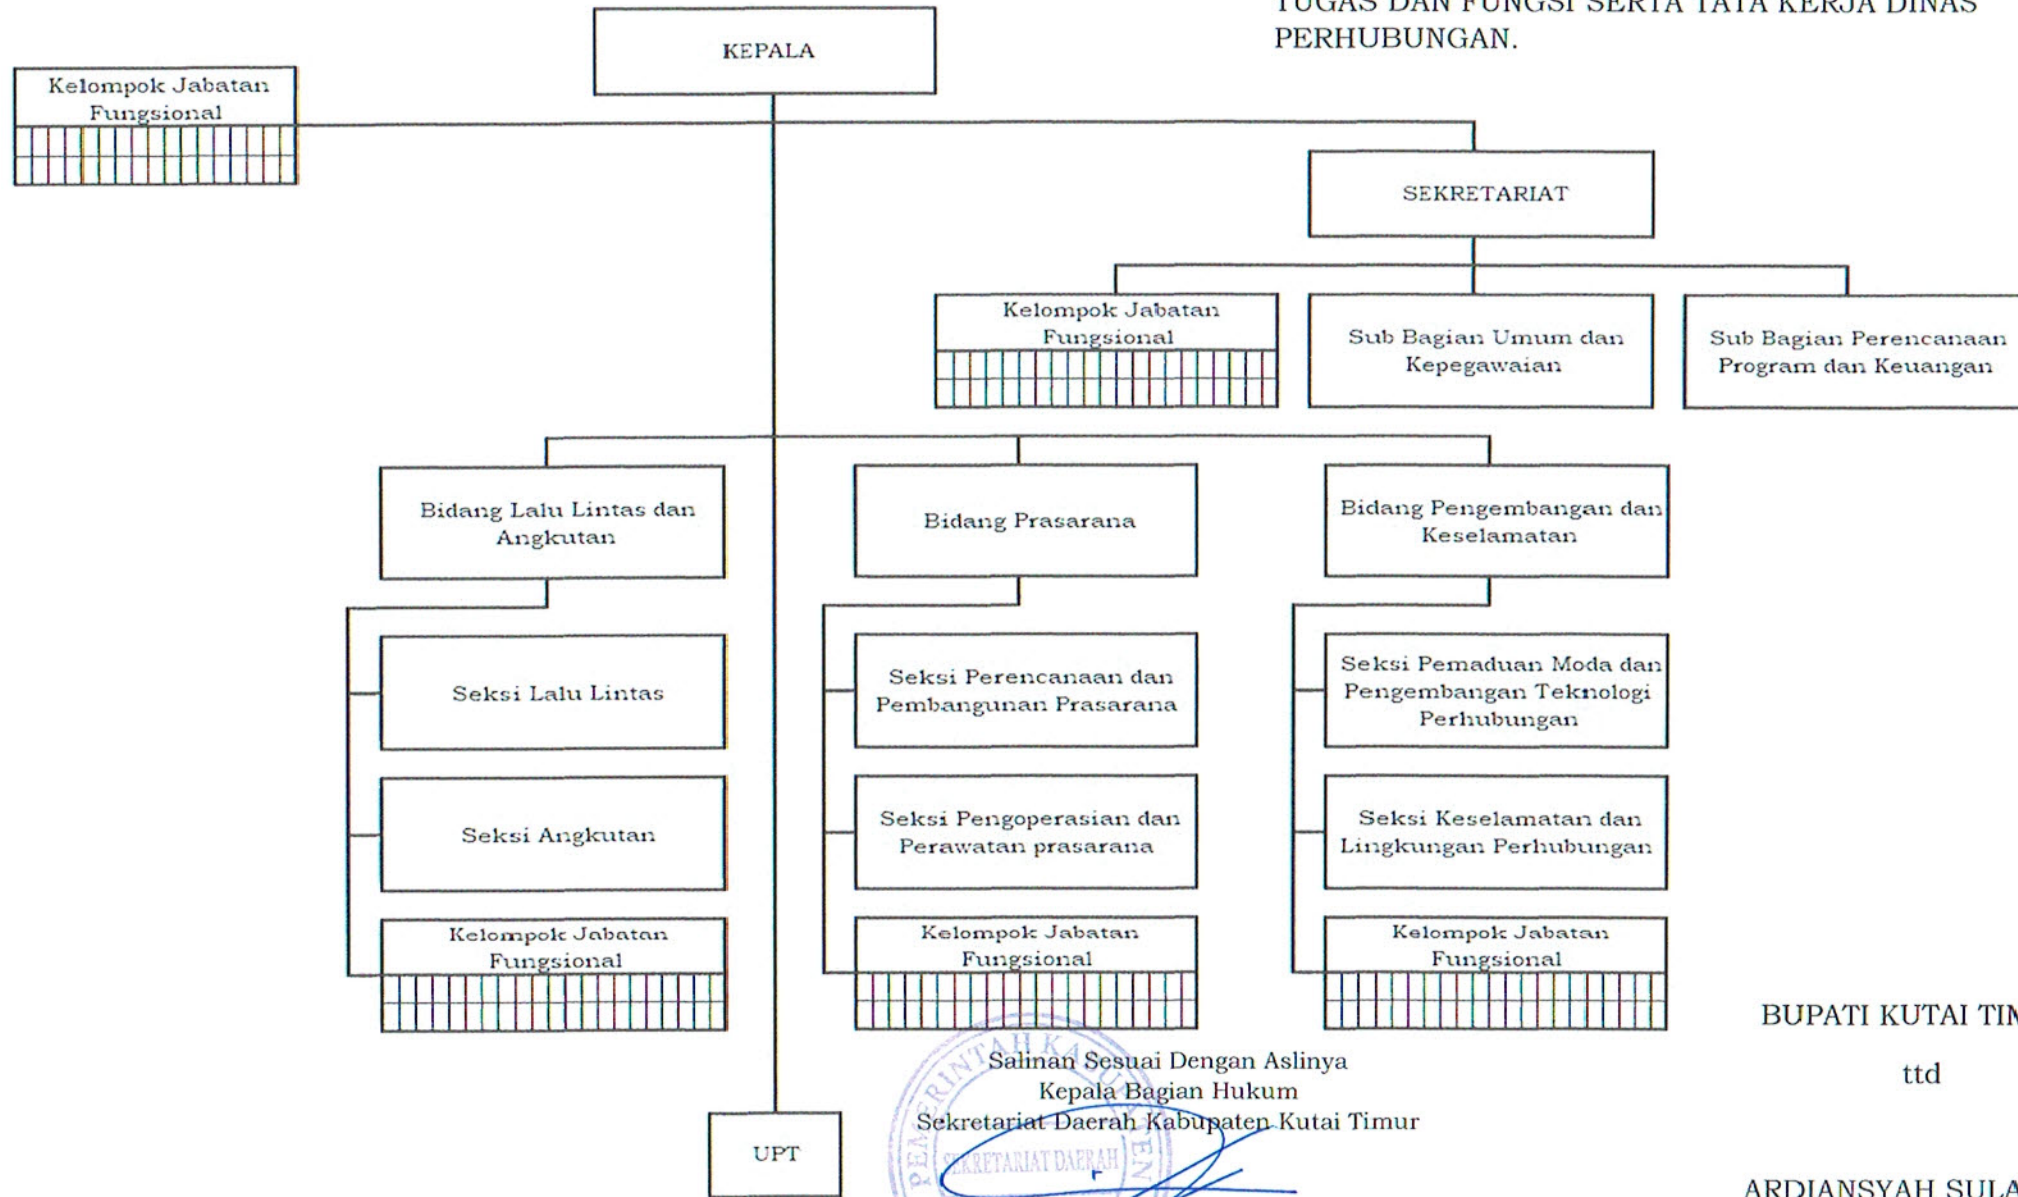 TUGAS DAN FUNGSI SERTA TATA KERJA DINAS
PERHUBUNGAN.
KEPALA
Kelompok Jabatan
Fungsional
SEKRETARIAT
Kelompok Jabatan
Fungsional
Sub Bagian Umum dan
Kepegawaian
Sub Bagian Perencanaan
Program dan Keuangan
Bidang Lalu Lintas dan
Angkutan
Bidang Prasarana
Bidang Pengembangan dan
Keselamatan
Seksi Lalu Lintas
Seksi Perencanaan dan
Pembangunan Prasarana
Seksi Pemaduan Moda dan
Pengembangan Teknologi
Perhubungan
Seksi Angkutan
Seksi Pengoperasian dan
Perawatan prasarana
Seksi Keselamatan dan
Lingkungan Perhubungan
Kelompok Jabatan
Fungsional
Kelompok Jabatan
Fungsional
Kelompok Jabatan
Fungsional
BUPATI KUTAI TIM
ttd
Salinan Sesuai Dengan Aslinya
Kepala Bagian Hukum
Sekretariat Daerah Kabupaten Kutai Timur
PEMERINTAH KABUPATEN
SEKRETARIAT DAERAH
UPT
ARDIANSYAH SULA